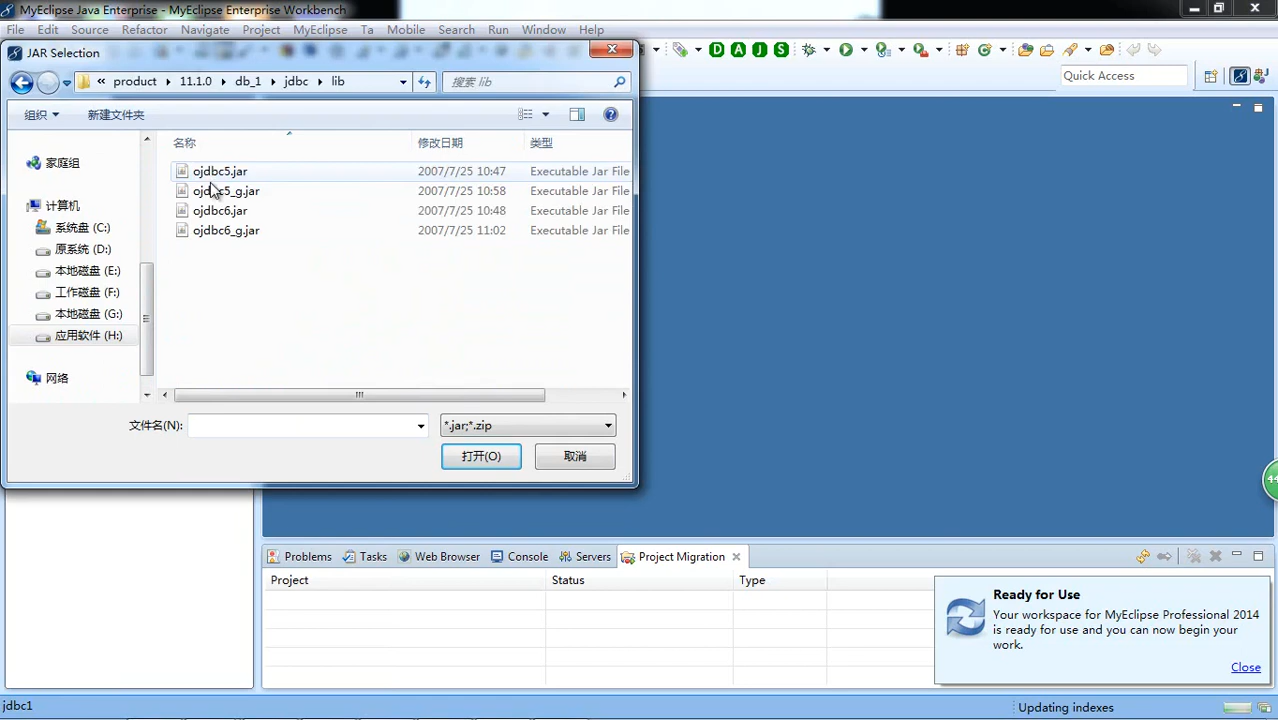 MyEclipse Java Enterprise - MyEclipse Enterprise Workbench
File Edit Source Refactor Navigate Project MyEclipse Ta Mobile Search Run Window Help
JAR Selection
D A J S
« product 11.1.0 db_1 jdbc lib 搜索 lib
Quick Access
组织 新建文件夹
名称 修改日期 类型
家庭组
计算机
系统盘 (C:)
原系统 (D:)
本地磁盘 (E:)
工作磁盘 (F:)
本地磁盘 (G:)
应用软件 (H:)
网络
ojdbc5.jar 2007/7/25 10:47 Executable Jar File
ojdbc5_g.jar 2007/7/25 10:58 Executable Jar File
ojdbc6.jar 2007/7/25 10:48 Executable Jar File
ojdbc6_g.jar 2007/7/25 11:02 Executable Jar File
文件名(N): *.jar;*.zip
打开(O) 取消
44
Problems Tasks Web Browser Console Servers Project Migration
Project Status Type
Ready for Use
Your workspace for MyEclipse Professional 2014
is ready for use and you can now begin your
work.
Close
jdbc1 Updating indexes